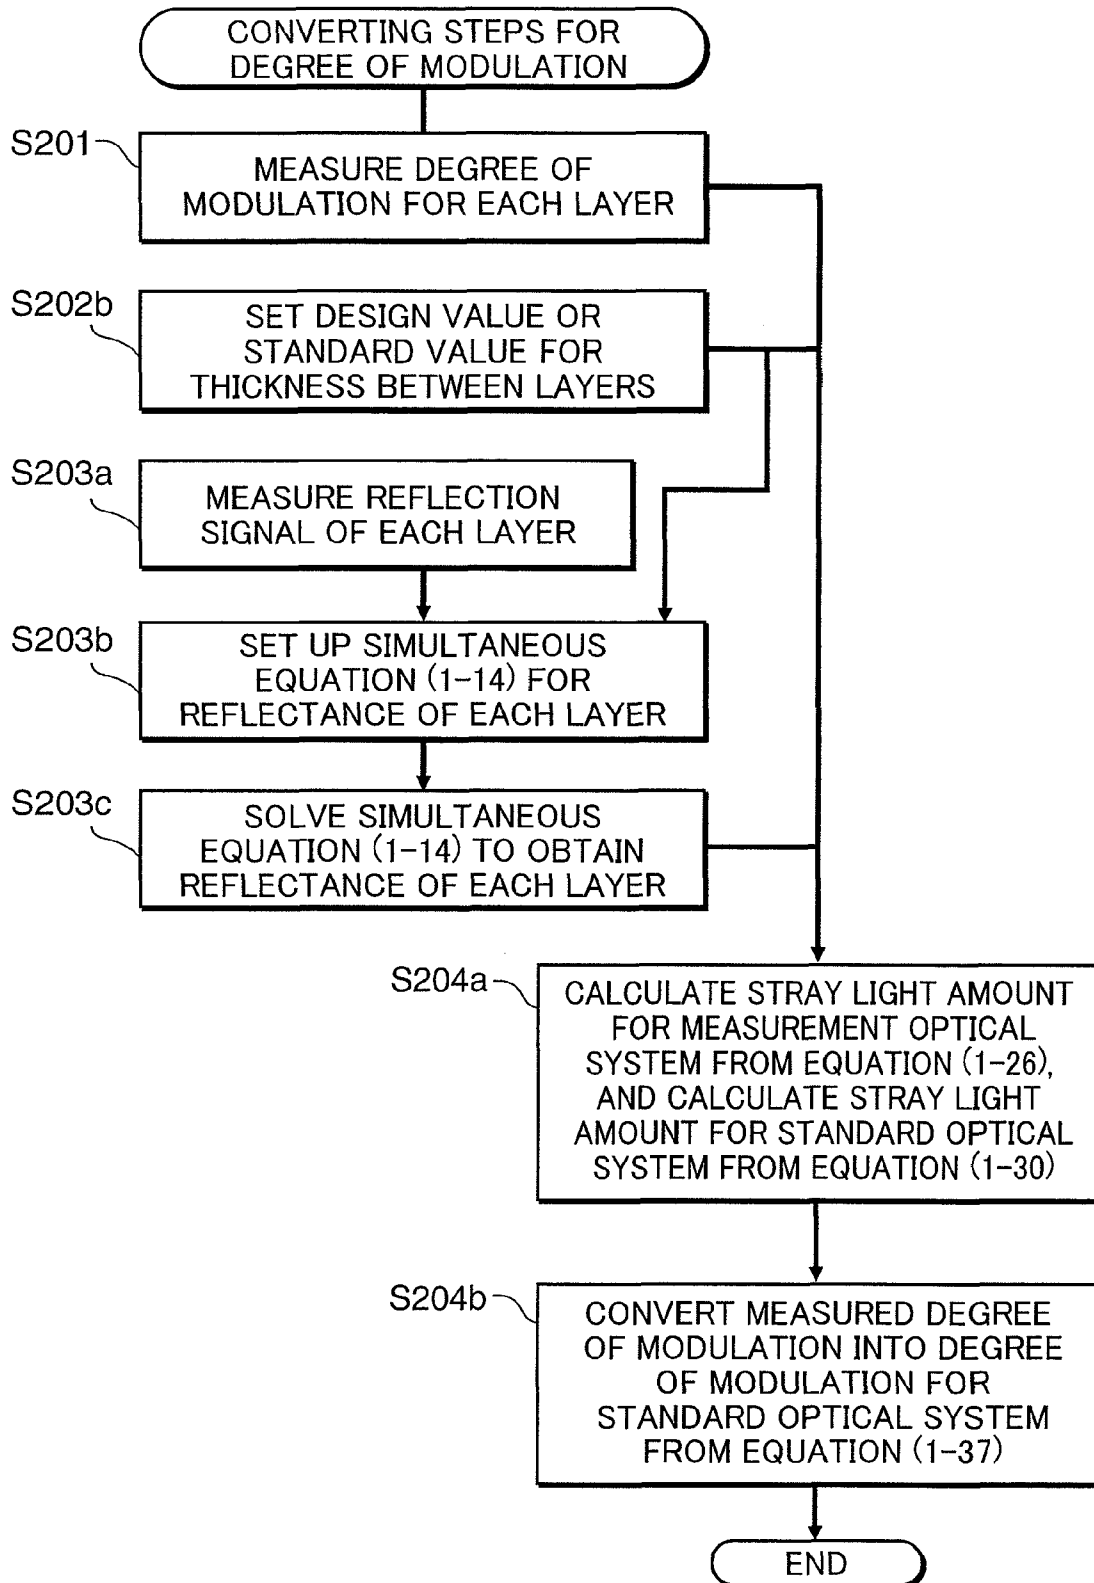 CONVERTING STEPS FOR
DEGREE OF MODULATION
S201
MEASURE DEGREE OF
MODULATION FOR EACH LAYER
S202b
SET DESIGN VALUE OR
STANDARD VALUE FOR
THICKNESS BETWEEN LAYERS
S203a
MEASURE REFLECTION
SIGNAL OF EACH LAYER
S203b
SET UP SIMULTANEOUS
EQUATION (1-14) FOR
REFLECTANCE OF EACH LAYER
S203c
SOLVE SIMULTANEOUS
EQUATION (1-14) TO OBTAIN
REFLECTANCE OF EACH LAYER
S204a
CALCULATE STRAY LIGHT AMOUNT
FOR MEASUREMENT OPTICAL
SYSTEM FROM EQUATION (1-26),
AND CALCULATE STRAY LIGHT
AMOUNT FOR STANDARD OPTICAL
SYSTEM FROM EQUATION (1-30)
S204b
CONVERT MEASURED DEGREE
OF MODULATION INTO DEGREE
OF MODULATION FOR
STANDARD OPTICAL SYSTEM
FROM EQUATION (1-37)
END